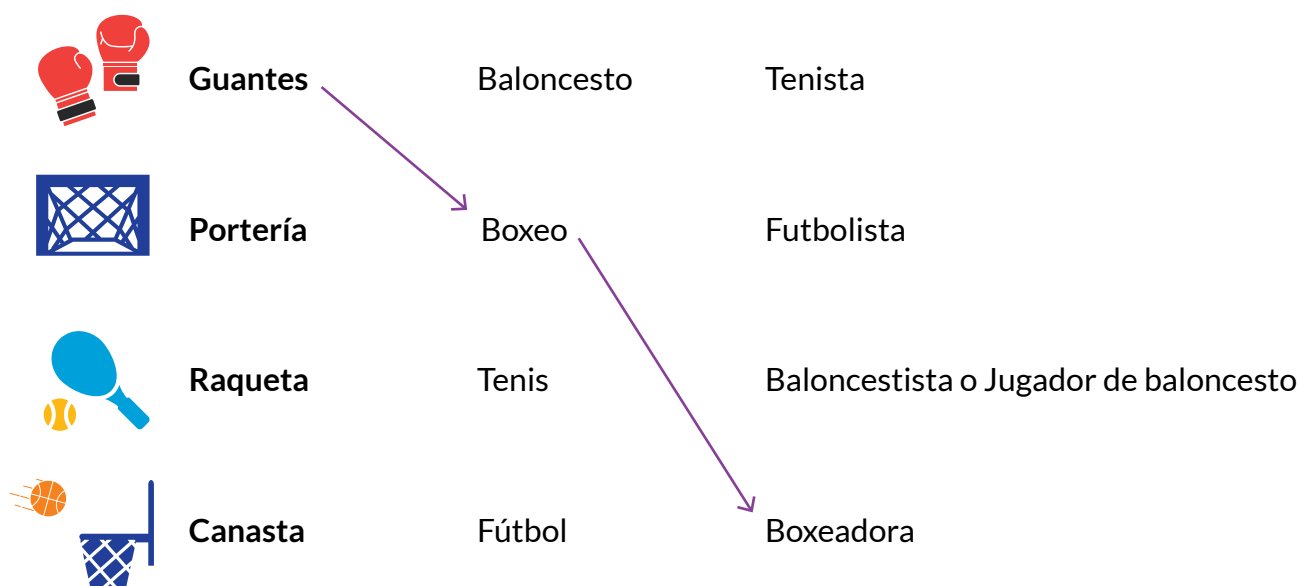 Guantes Baloncesto Tenista
Portería Boxeo Futbolista
Raqueta Tenis Baloncestista o Jugador de baloncesto
Canasta Fútbol Boxeadora